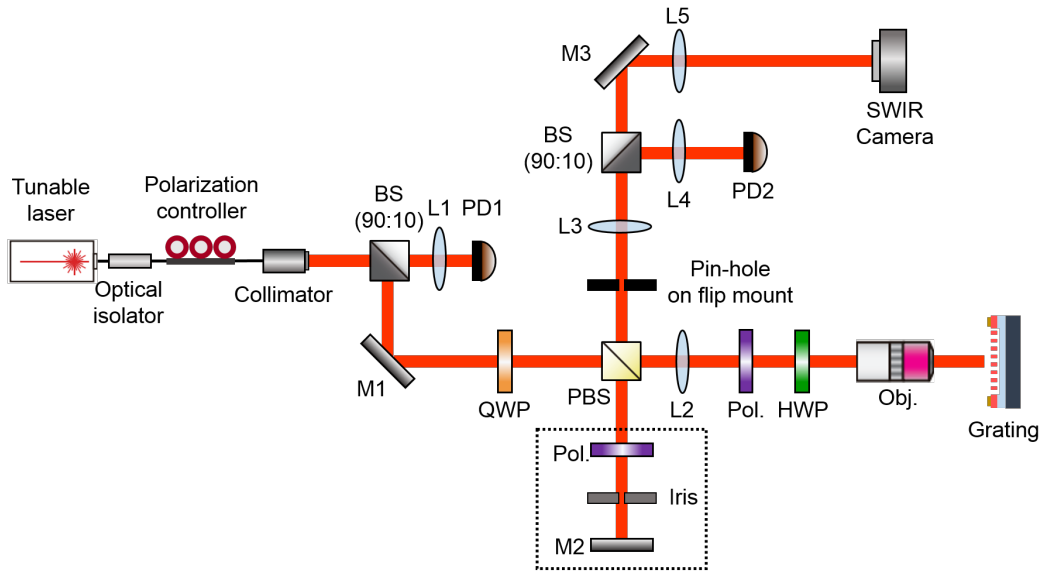 L5
M3
SWIR
Camera
BS
(90:10)
L4
PD2
Tunable
laser
Polarization
controller
BS
(90:10)
L1
PD1
L3
Optical
isolator
Collimator
Pin-hole
on flip mount
M1
QWP
PBS
L2
Pol.
HWP
Obj.
Grating
Pol.
Iris
M2